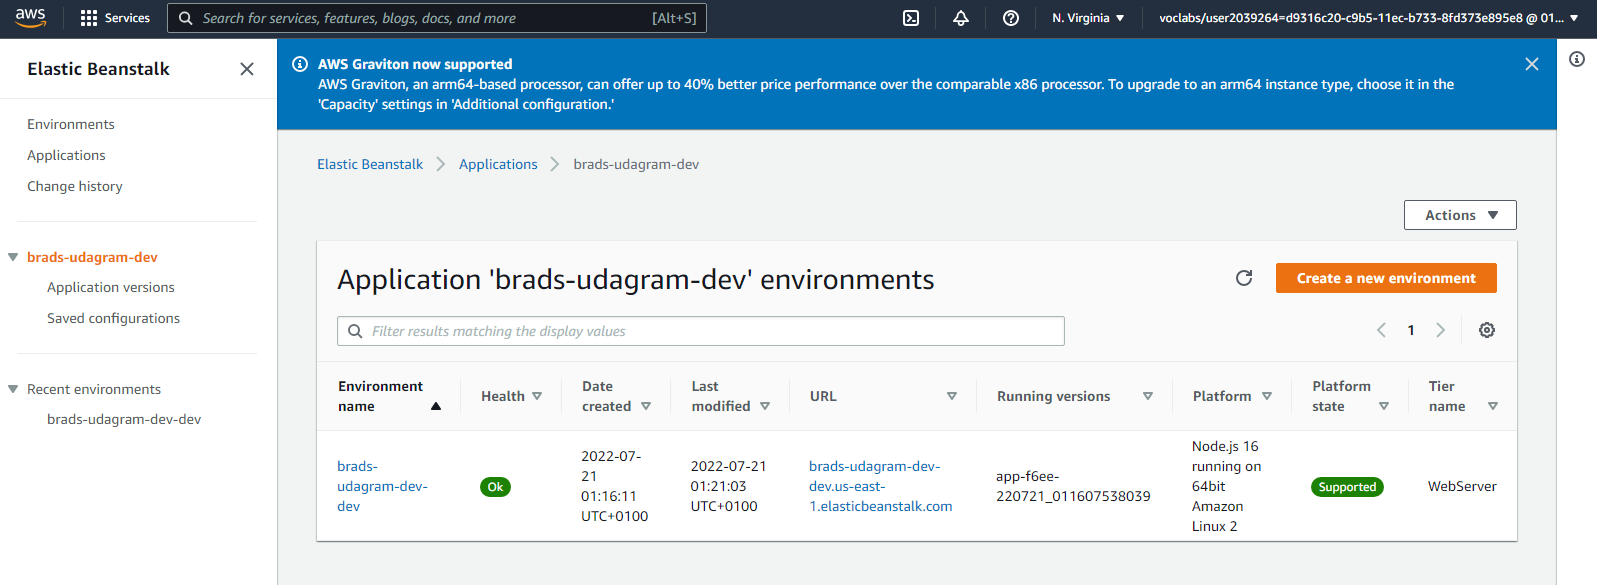 aws
Services
Search for services, features, blogs, docs, and more
[Alt+S]
N. Virginia
voclabs/user2039264=d9316c20-c9b5-11ec-b733-8fd373e895e8 @ 01...
Elastic Beanstalk
Environments
Applications
Change history
brads-udagram-dev
Application versions
Saved configurations
Recent environments
brads-udagram-dev-dev
AWS Graviton now supported
AWS Graviton, an arm64-based processor, can offer up to 40% better price performance over the comparable x86 processor. To upgrade to an arm64 instance type, choose it in the
'Capacity' settings in 'Additional configuration.'
Elastic Beanstalk
Applications
brads-udagram-dev
Actions
Application 'brads-udagram-dev' environments
Create a new environment
Filter results matching the display values
1
Environment
name
Health
Date
created
Last
modified
URL
Running versions
Platform
Platform
state
Tier
name
brads-
udagram-dev-
dev
Ok
2022-07-
21
01:16:11
UTC+0100
2022-07-21
01:21:03
UTC+0100
brads-udagram-dev-
dev.us-east-
1.elasticbeanstalk.com
app-f6ee-
220721_011607538039
Node.js 16
running on
64bit
Amazon
Linux 2
Supported
WebServer